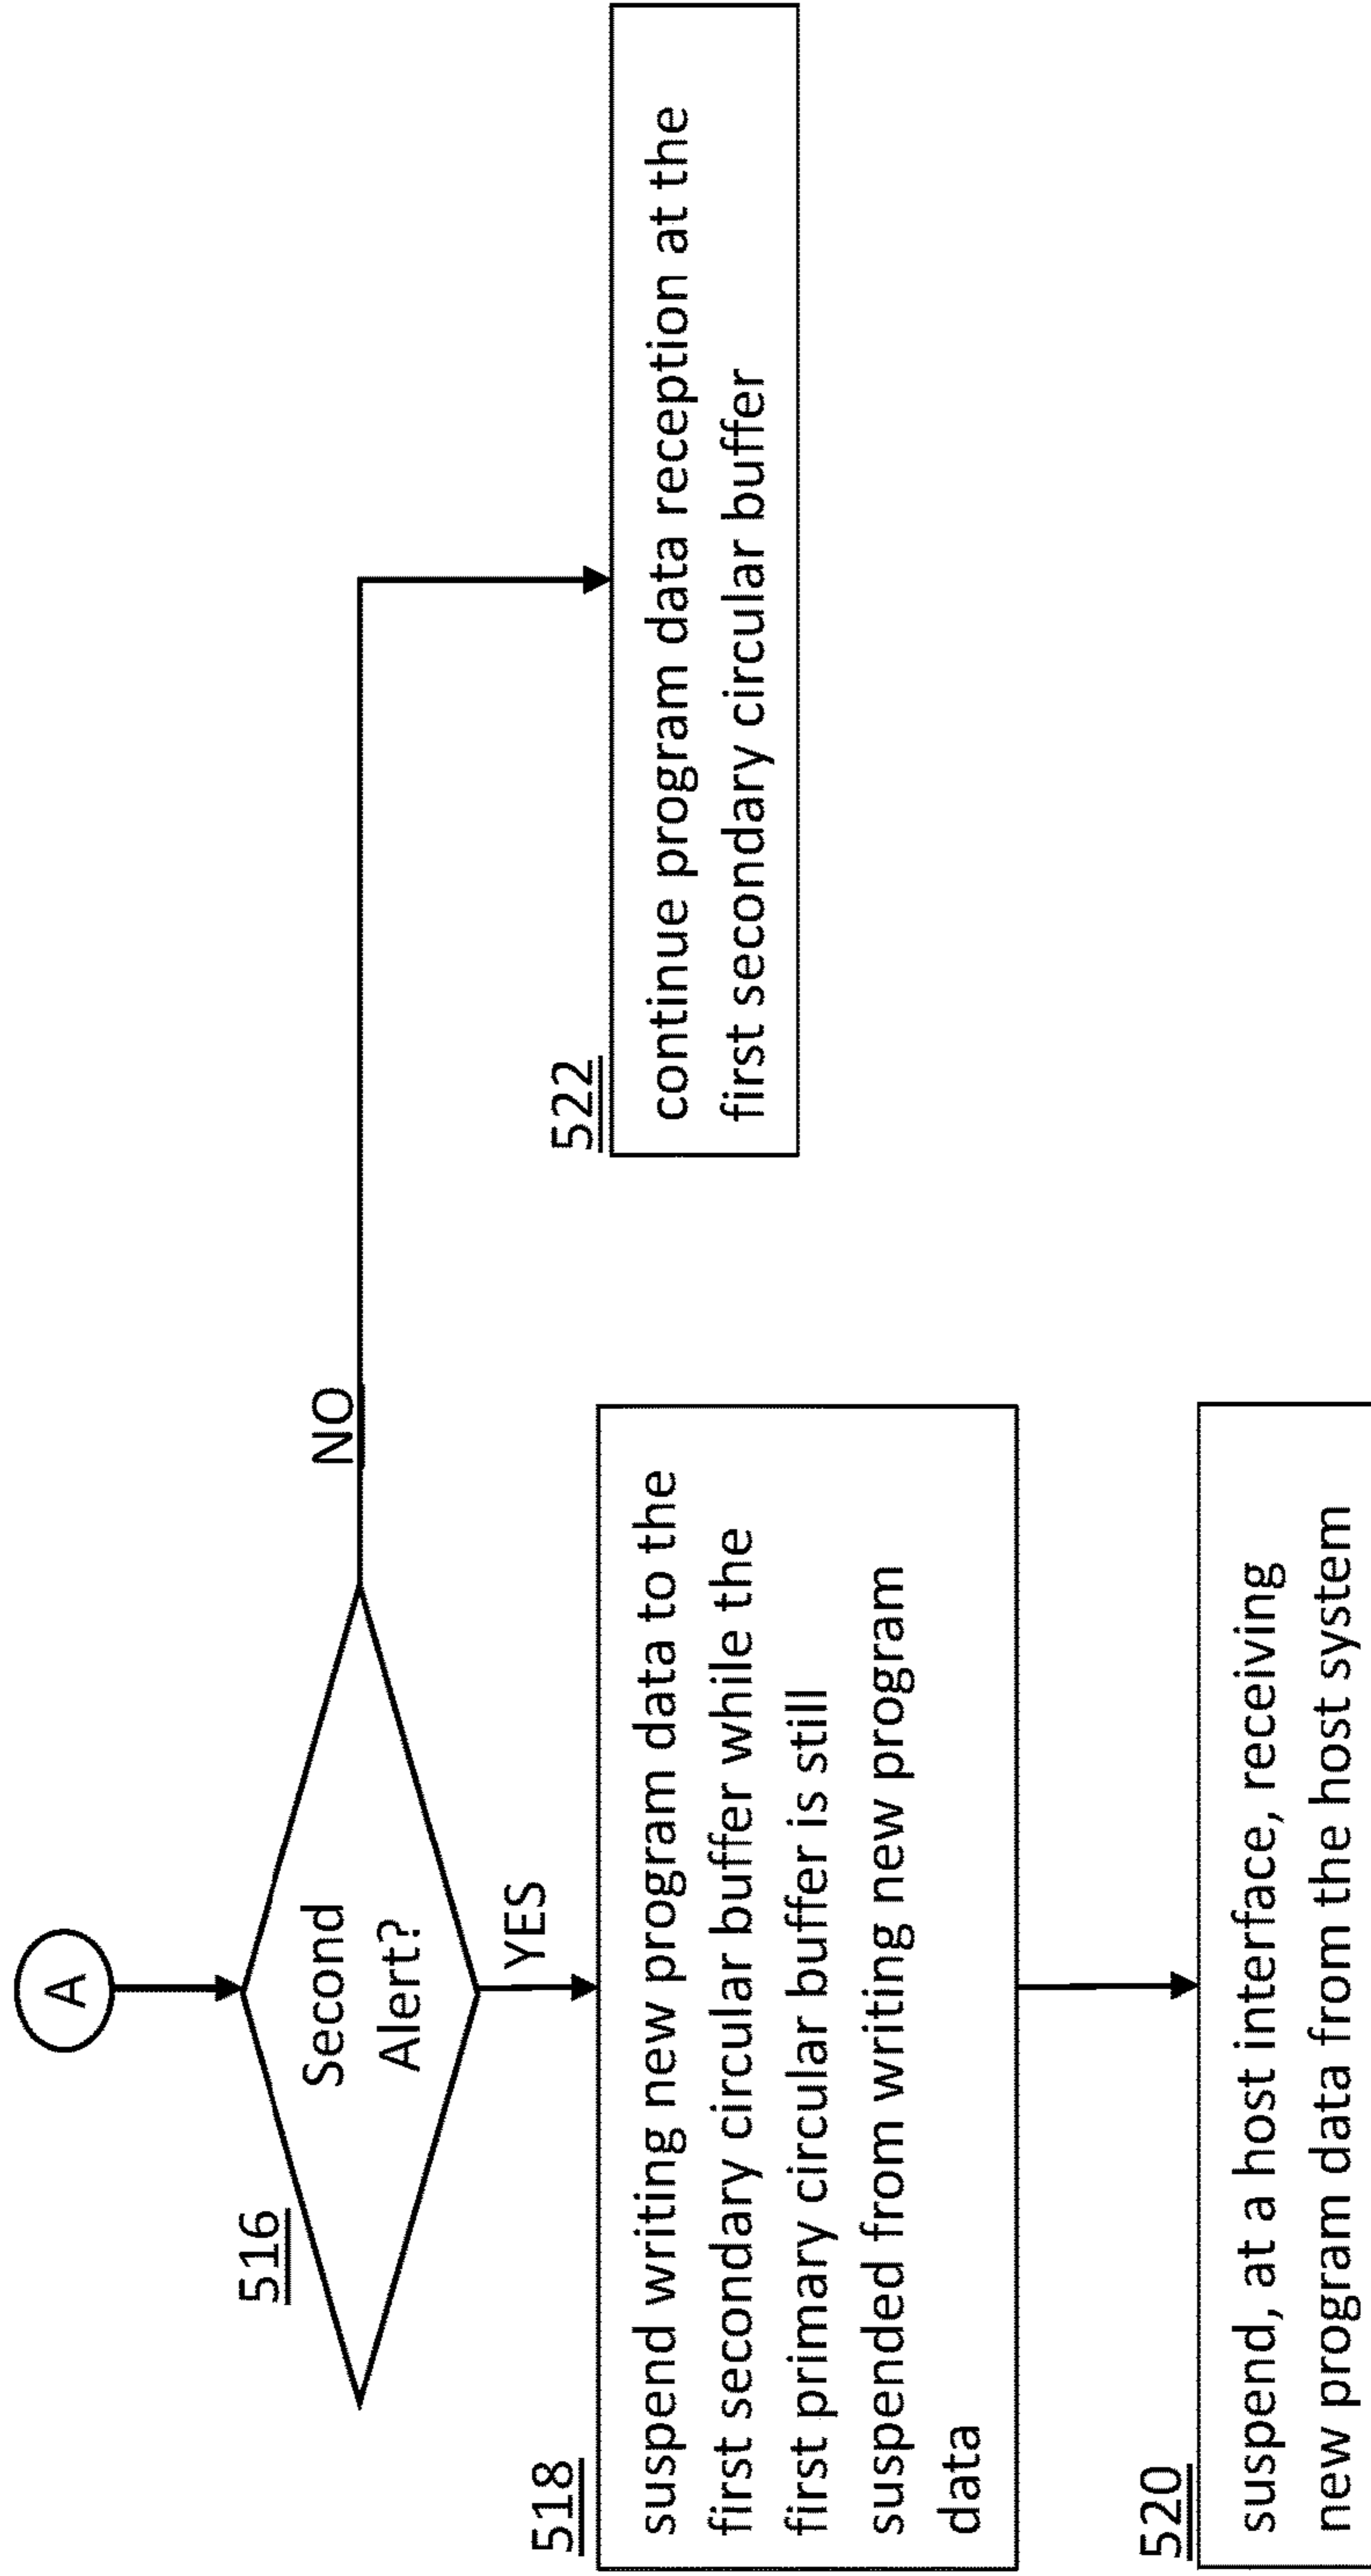 A
516
Second
Alert?
NO
YES
518
suspend writing new program data to the
first secondary circular buffer while the
first primary circular buffer is still
suspended from writing new program
data
522
continue program data reception at the
first secondary circular buffer
520
suspend, at a host interface, receiving
new program data from the host system